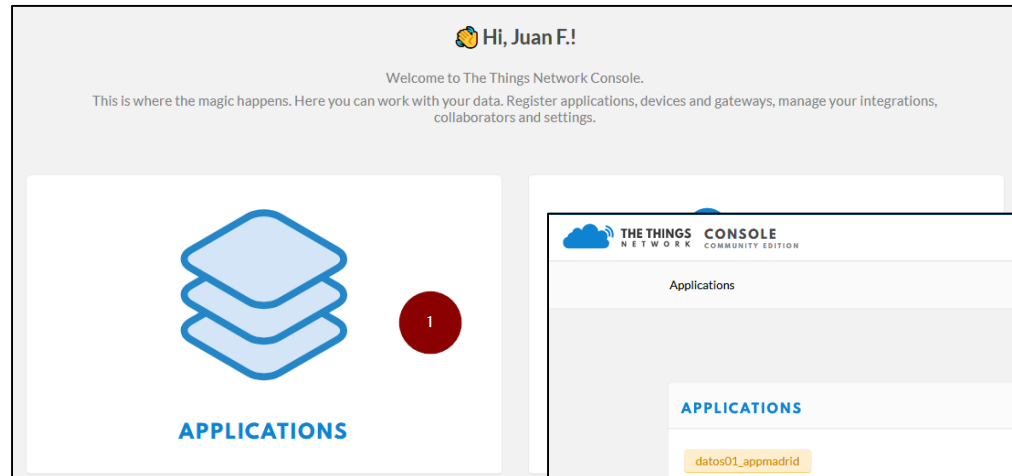 Hi, Juan F.!
Welcome to The Things Network Console.
This is where the magic happens. Here you can work with your data. Register applications, devices and gateways, manage your integrations,
collaborators and settings.
1
APPLICATIONS
THE THINGS CONSOLE
NETWORK COMMUNITY EDITION
Applications
APPLICATIONS
datos01_appmadrid